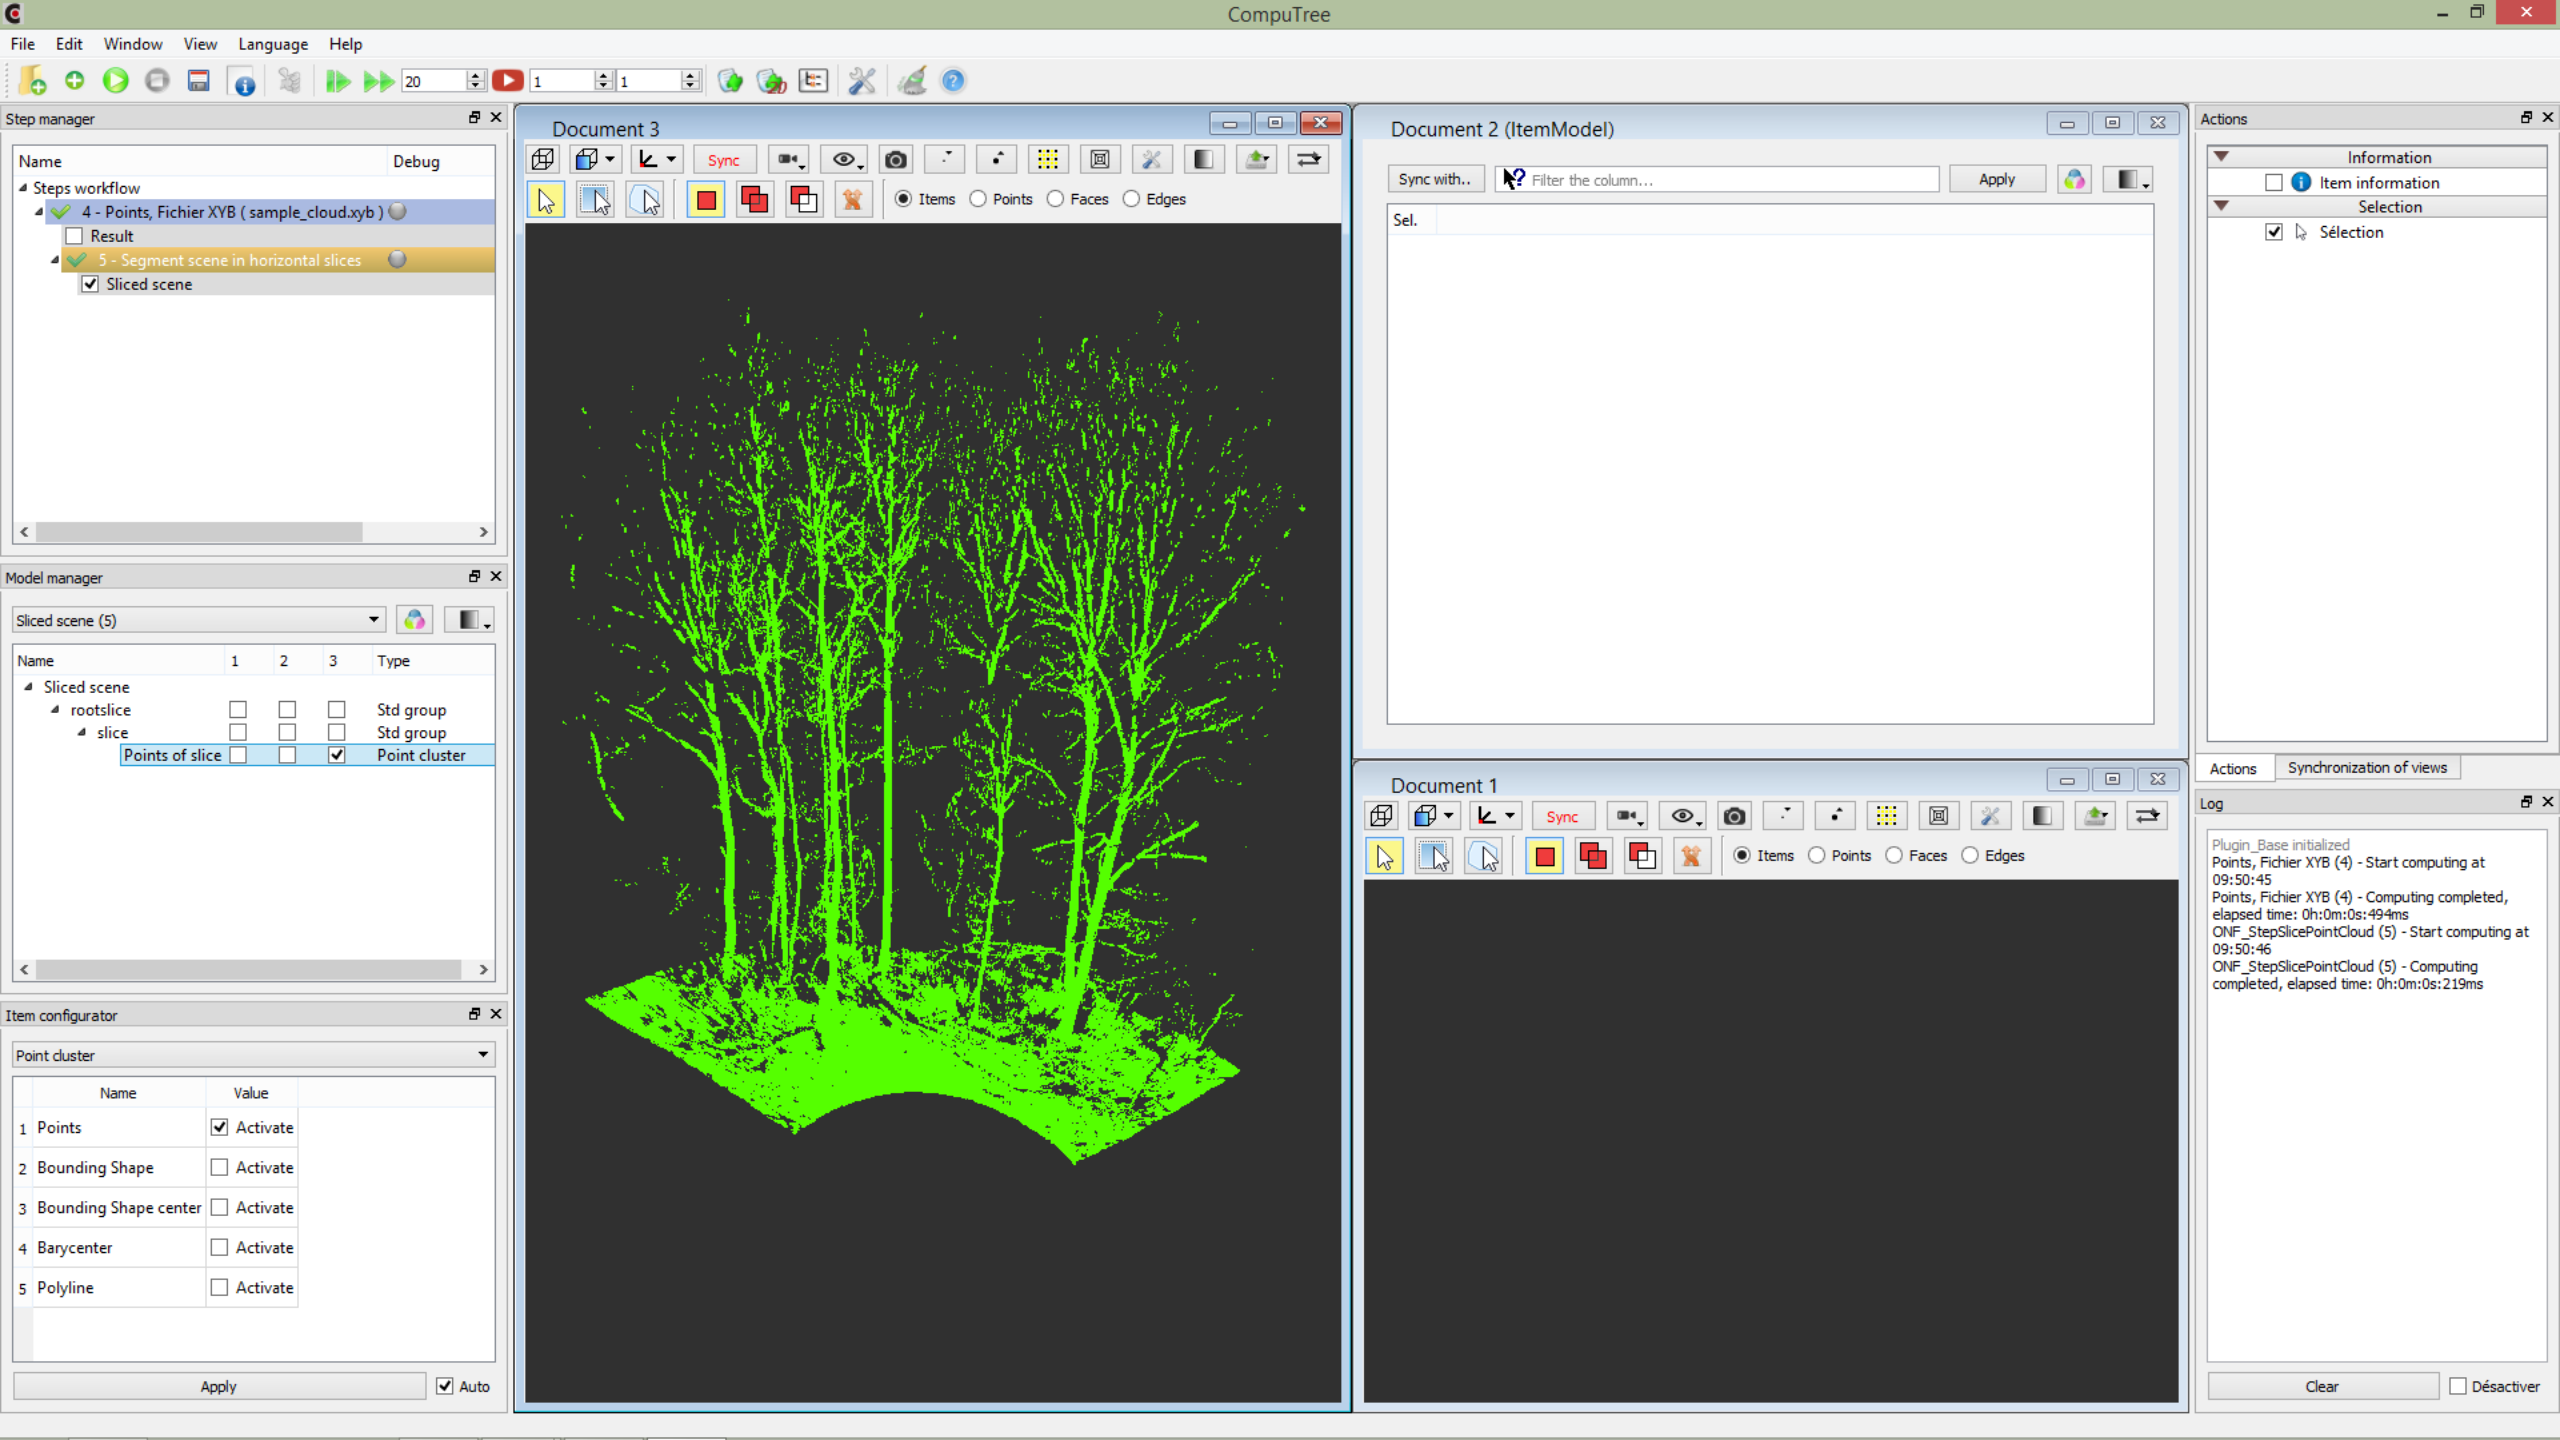 CompuTree
File Edit Window View Language Help
20 1 1
Step manager
Name Debug
Steps workflow
4 - Points, Fichier XYB ( sample_cloud.xyb )
Result
5 - Segment scene in horizontal slices
Sliced scene
Model manager
Sliced scene (5)
Name 1 2 3 Type
Sliced scene
rootslice Std group
slice Std group
Points of slice Point cluster
Item configurator
Point cluster
Name Value
1 Points Activate
2 Bounding Shape Activate
3 Bounding Shape center Activate
4 Barycenter Activate
5 Polyline Activate
Apply Auto
Document 3
Sync
Items Points Faces Edges
Document 2 (ItemModel)
Sync with.. Filter the column... Apply
Sel.
Document 1
Sync
Items Points Faces Edges
Actions
Information
Item information
Selection
Sélection
Actions Synchronization of views
Log
Plugin_Base initialized
Points, Fichier XYB (4) - Start computing at
09:50:45
Points, Fichier XYB (4) - Computing completed,
elapsed time: 0h:0m:0s:494ms
ONF_StepSlicePointCloud (5) - Start computing at
09:50:46
ONF_StepSlicePointCloud (5) - Computing
completed, elapsed time: 0h:0m:0s:219ms
Clear Désactiver